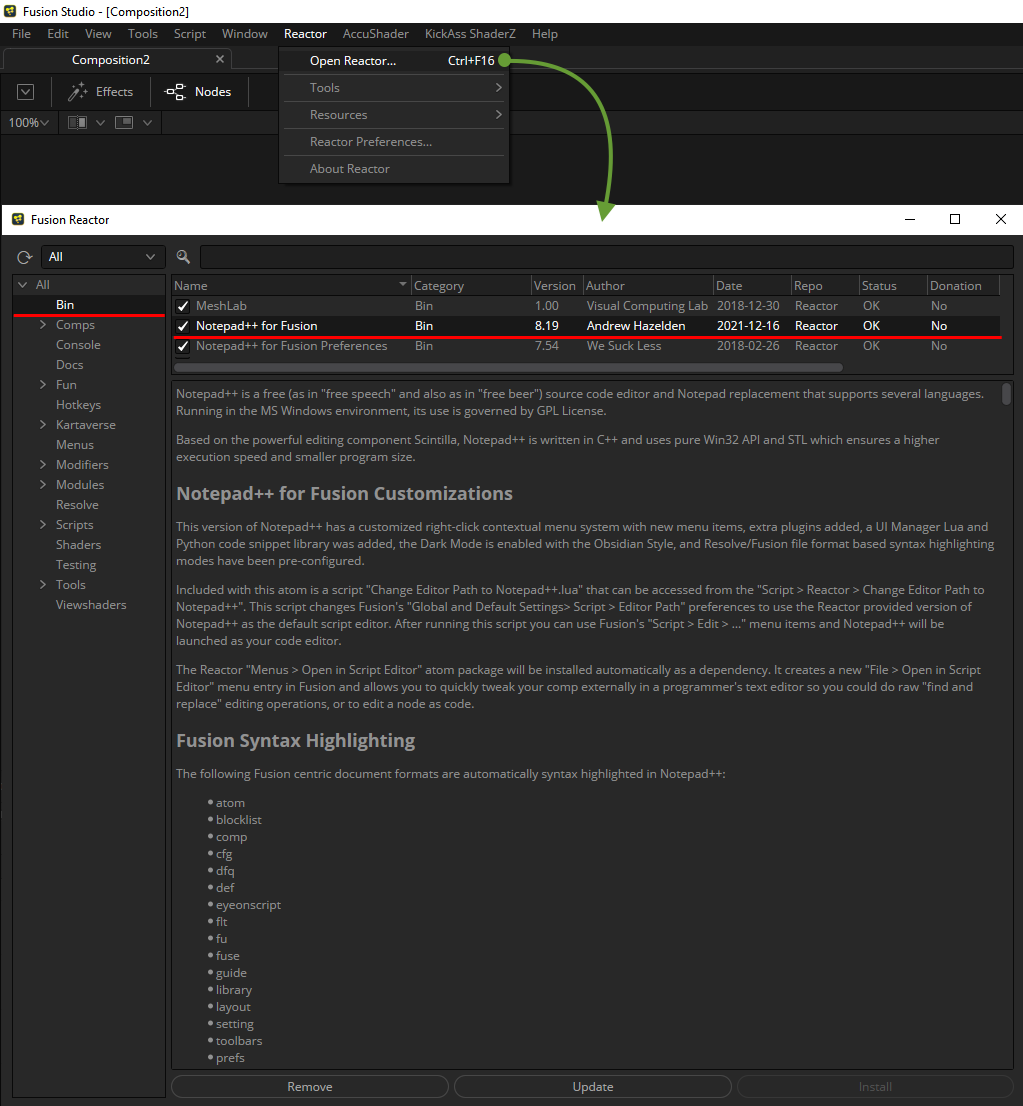 Fusion Studio - [Composition2]
File Edit View Tools Script Window Reactor AccuShader KickAss ShaderZ Help
Composition2
Open Reactor... Ctrl+F16
Effects Nodes
Tools
100%
Resources
Reactor Preferences...
About Reactor
Fusion Reactor
All
All
Bin
Comps
Console
Docs
Fun
Hotkeys
Kartaverse
Menus
Modifiers
Modules
Resolve
Scripts
Shaders
Testing
Tools
Viewshaders
Name Category Version Author Date Repo Status Donation
MeshLab Bin 1.00 Visual Computing Lab 2018-12-30 Reactor OK No
Notepad++ for Fusion Bin 8.19 Andrew Hazelden 2021-12-16 Reactor OK No
Notepad++ for Fusion Preferences Bin 7.54 We Suck Less 2018-02-26 Reactor OK No
Notepad++ is a free (as in "free speech" and also as in "free beer") source code editor and Notepad replacement that supports several languages.
Running in the MS Windows environment, its use is governed by GPL License.
Based on the powerful editing component Scintilla, Notepad++ is written in C++ and uses pure Win32 API and STL which ensures a higher
execution speed and smaller program size.
Notepad++ for Fusion Customizations
This version of Notepad++ has a customized right-click contextual menu system with new menu items, extra plugins added, a UI Manager Lua and
Python code snippet library was added, the Dark Mode is enabled with the Obsidian Style, and Resolve/Fusion file format based syntax highlighting
modes have been pre-configured.
Included with this atom is a script "Change Editor Path to Notepad++.lua" that can be accessed from the "Script > Reactor > Change Editor Path to
Notepad++". This script changes Fusion's "Global and Default Settings> Script > Editor Path" preferences to use the Reactor provided version of
Notepad++ as the default script editor. After running this script you can use Fusion's "Script > Edit > ..." menu items and Notepad++ will be
launched as your code editor.
The Reactor "Menus > Open in Script Editor" atom package will be installed automatically as a dependency. It creates a new "File > Open in Script
Editor" menu entry in Fusion and allows you to quickly tweak your comp externally in a programmer's text editor so you could do raw "find and
replace" editing operations, or to edit a node as code.
Fusion Syntax Highlighting
The following Fusion centric document formats are automatically syntax highlighted in Notepad++:
• atom
• blocklist
• comp
• cfg
• dfq
• def
• eyeonscript
• flt
• fu
• fuse
• guide
• library
• layout
• setting
• toolbars
• prefs
Remove Update Install